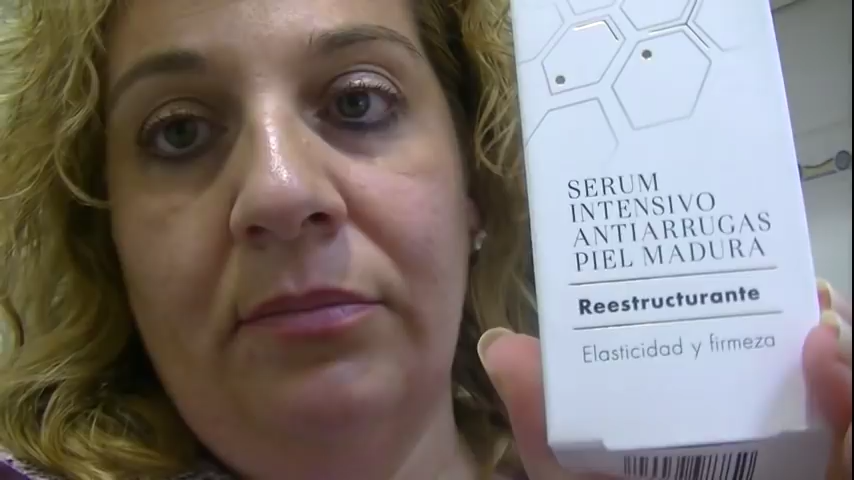 SERUM
INTENSIVO
ANTIARRUGAS
PIEL MADURA
Reestructurante
Elasticidad y firmeza